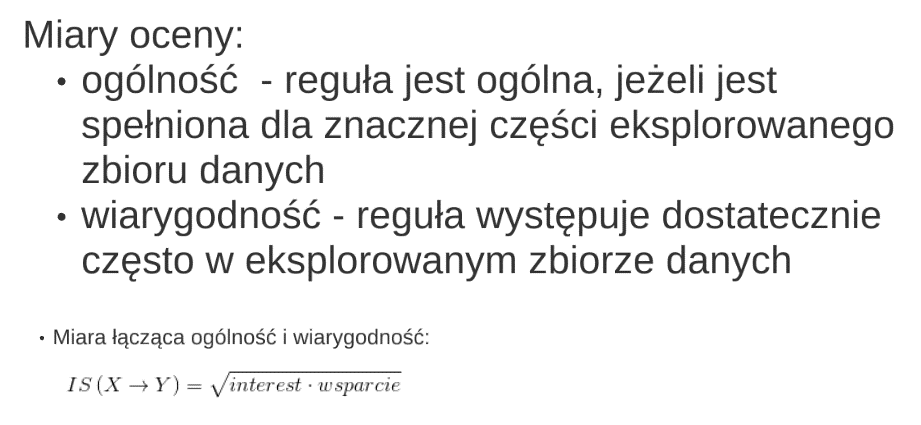 Miary oceny:
• ogólność  - reguła jest ogólna, jeżeli jest
spełniona dla znacznej części eksplorowanego
zbioru danych
• wiarygodność - reguła występuje dostatecznie
często w eksplorowanym zbiorze danych
• Miara łącząca ogólność i wiarygodność:
IS (X → Y) = √interest · wsparcie